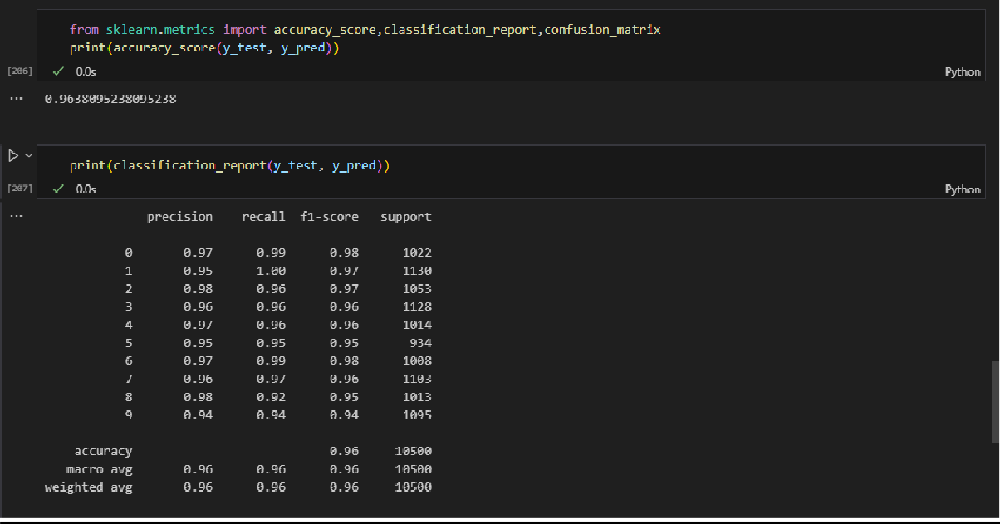 from sklearn.metrics import accuracy_score,classification_report,confusion_matrix
print(accuracy_score(y_test, y_pred))
[206] 0.0s Python
0.9638095238095238
print(classification_report(y_test, y_pred))
[207] 0.0s Python
precision recall f1-score support
0 0.97 0.99 0.98 1022
1 0.95 1.00 0.97 1130
2 0.98 0.96 0.97 1053
3 0.96 0.96 0.96 1128
4 0.97 0.96 0.96 1014
5 0.95 0.95 0.95 934
6 0.97 0.99 0.98 1008
7 0.96 0.97 0.96 1103
8 0.98 0.92 0.95 1013
9 0.94 0.94 0.94 1095
accuracy 0.96 10500
macro avg 0.96 0.96 0.96 10500
weighted avg 0.96 0.96 0.96 10500